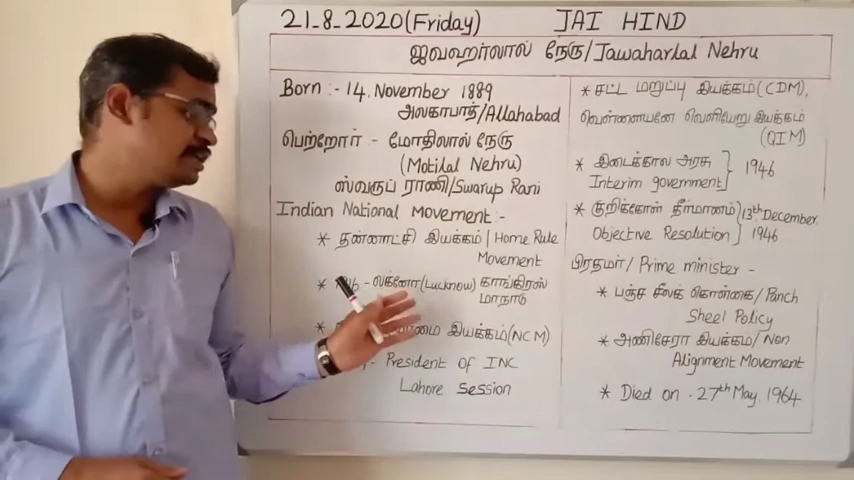 21-8-2020(Friday) JAI HIND
ஜவஹர்லால் நேரு/Jawaharlal Nehru
Born :- 14. November 1889
அலகாபாத்/Allahabad
பெற்றோர் - மோதிலால் நேரு
(Motilal Nehru)
ஸ்வரூப் ராணி/Swarup Rani
Indian National Movement :-
* தன்னாட்சி இயக்கம் | Home Rule
Movement
* லக்னோ(Lucknow) காங்கிரஸ்
மாநாடு
* இயக்கம்(NCM)
President of INC
Lahore Session
* சட்ட மறுப்பு இயக்கம்(CDM),
வெள்ளையனே வெளியேறு இயக்கம்
(QIM)
* இடைக்கால அரசு
Interim government } 1946
* குறிக்கோள் தீர்மானம்
Objective Resolution } 13th December 1946
பிரதமர் / Prime minister -
* பஞ்ச சீலக் கொள்கை / Panch
Sheel Policy
* அணிசேரா இயக்கம் / Non
Alignment Movement
* Died on - 27th May. 1964